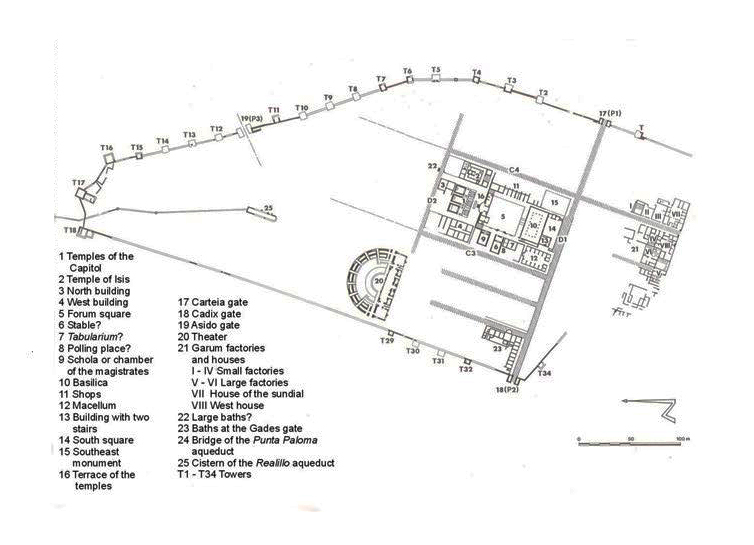 T6
T5
T4
T7
T3
T8
T2
T9
T11
T10
19(P3)
17(P1)
T
T12
T13
T14
T15
T16
22
C4
2
3
11
16
15
T17
D2
I
II
III
VII
5
10
14
25
4
D1
21
IV
VIII
T18
C3
9
8
12
V
VI
1 Temples of the
Capitol
2 Temple of Isis
3 North building
4 West building
5 Forum square
6 Stable?
7 Tabularium?
8 Polling place?
9 Schola or chamber
of the magistrates
10 Basilica
11 Shops
12 Macellum
13 Building with two
stairs
14 South square
15 Southeast
monument
16 Terrace of the
temples
17 Carteia gate
18 Cadix gate
19 Asido gate
20 Theater
21 Garum factories
and houses
I - IV Small factories
V - VI Large factories
VII House of the sundial
VIII West house
22 Large baths?
23 Baths at the Gades gate
24 Bridge of the Punta Paloma
aqueduct
25 Cistern of the Realillo aqueduct
T1 - T34 Towers
20
T29
T30
T31
T32
23
T34
18(P2)
0
50
100 m